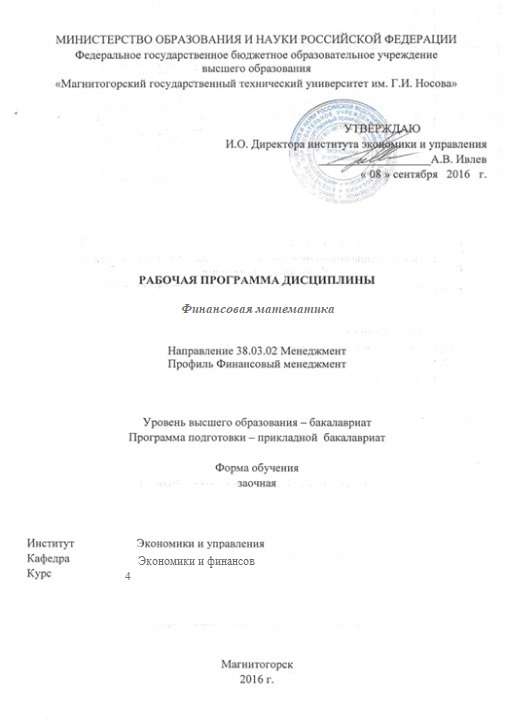 МИНИСТЕРСТВО ОБРАЗОВАНИЯ И НАУКИ РОССИЙСКОЙ ФЕДЕРАЦИИ
Федеральное государственное бюджетное образовательное учреждение
высшего образования
«Магнитогорский государственный технический университет им. Г.И. Носова»
УТВЕРЖДАЮ
И.О. Директора института экономики и управления
А.В. Ивлев
« 08 » сентября 2016 г.
РАБОЧАЯ ПРОГРАММА ДИСЦИПЛИНЫ
Финансовая математика
Направление 38.03.02 Менеджмент
Профиль Финансовый менеджмент
Уровень высшего образования – бакалавриат
Программа подготовки – прикладной бакалавриат
Форма обучения
заочная
Институт Экономики и управления
Кафедра Экономики и финансов
Курс 4
Магнитогорск
2016 г.